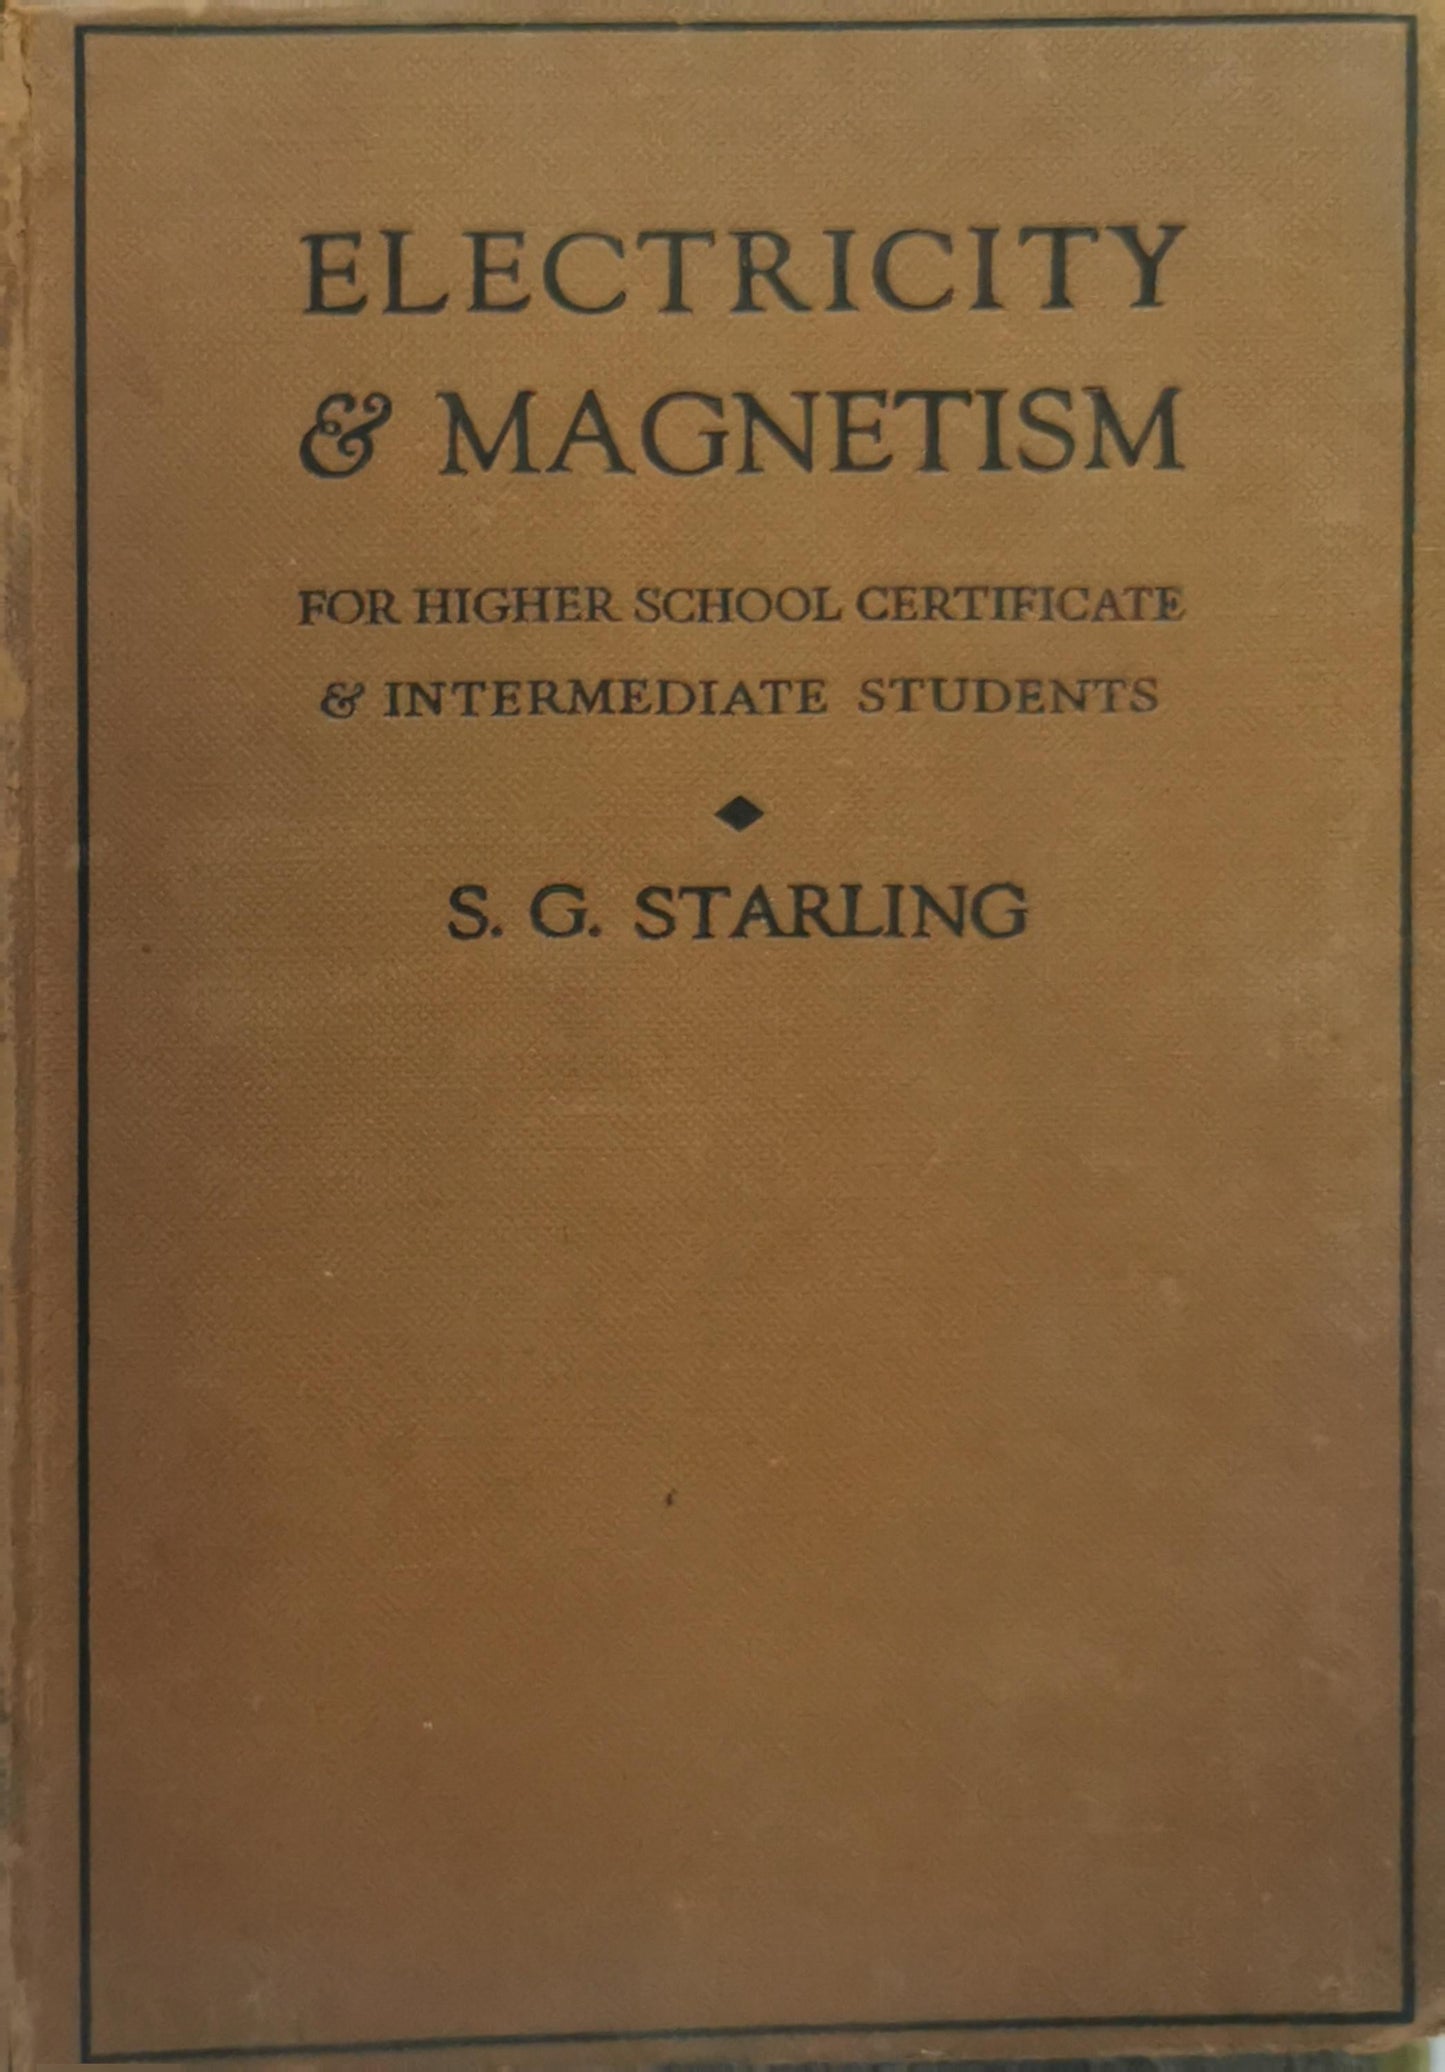 ELECTRICITY
& MAGNETISM
FOR HIGHER SCHOOL CERTIFICATE
& INTERMEDIATE STUDENTS
S. G. STARLING